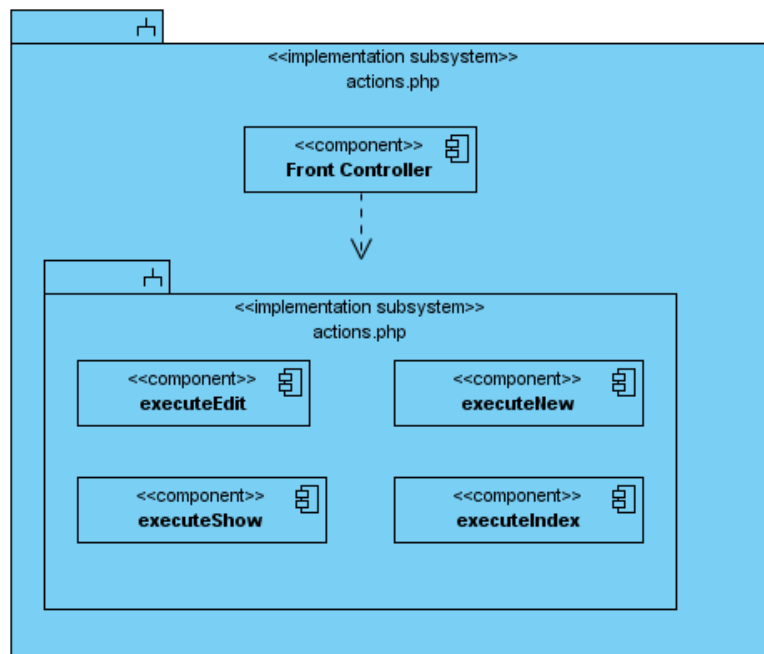 <<implementation subsystem>>
actions.php
<<component>>
Front Controller
<<implementation subsystem>>
actions.php
<<component>>
executeEdit
<<component>>
executeNew
<<component>>
executeShow
<<component>>
executeIndex